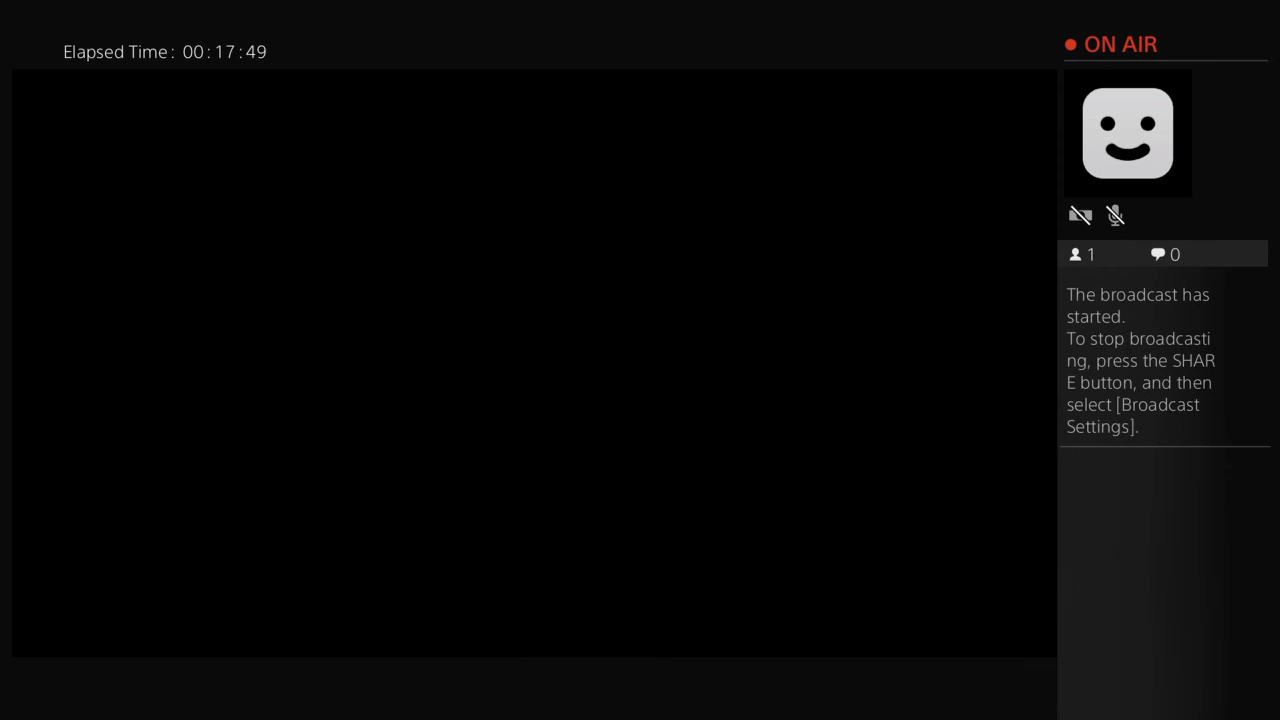 Elapsed Time: 00:17:49
ON AIR
1 0
The broadcast has
started.
To stop broadcasti
ng, press the SHAR
E button, and then
select [Broadcast
Settings].